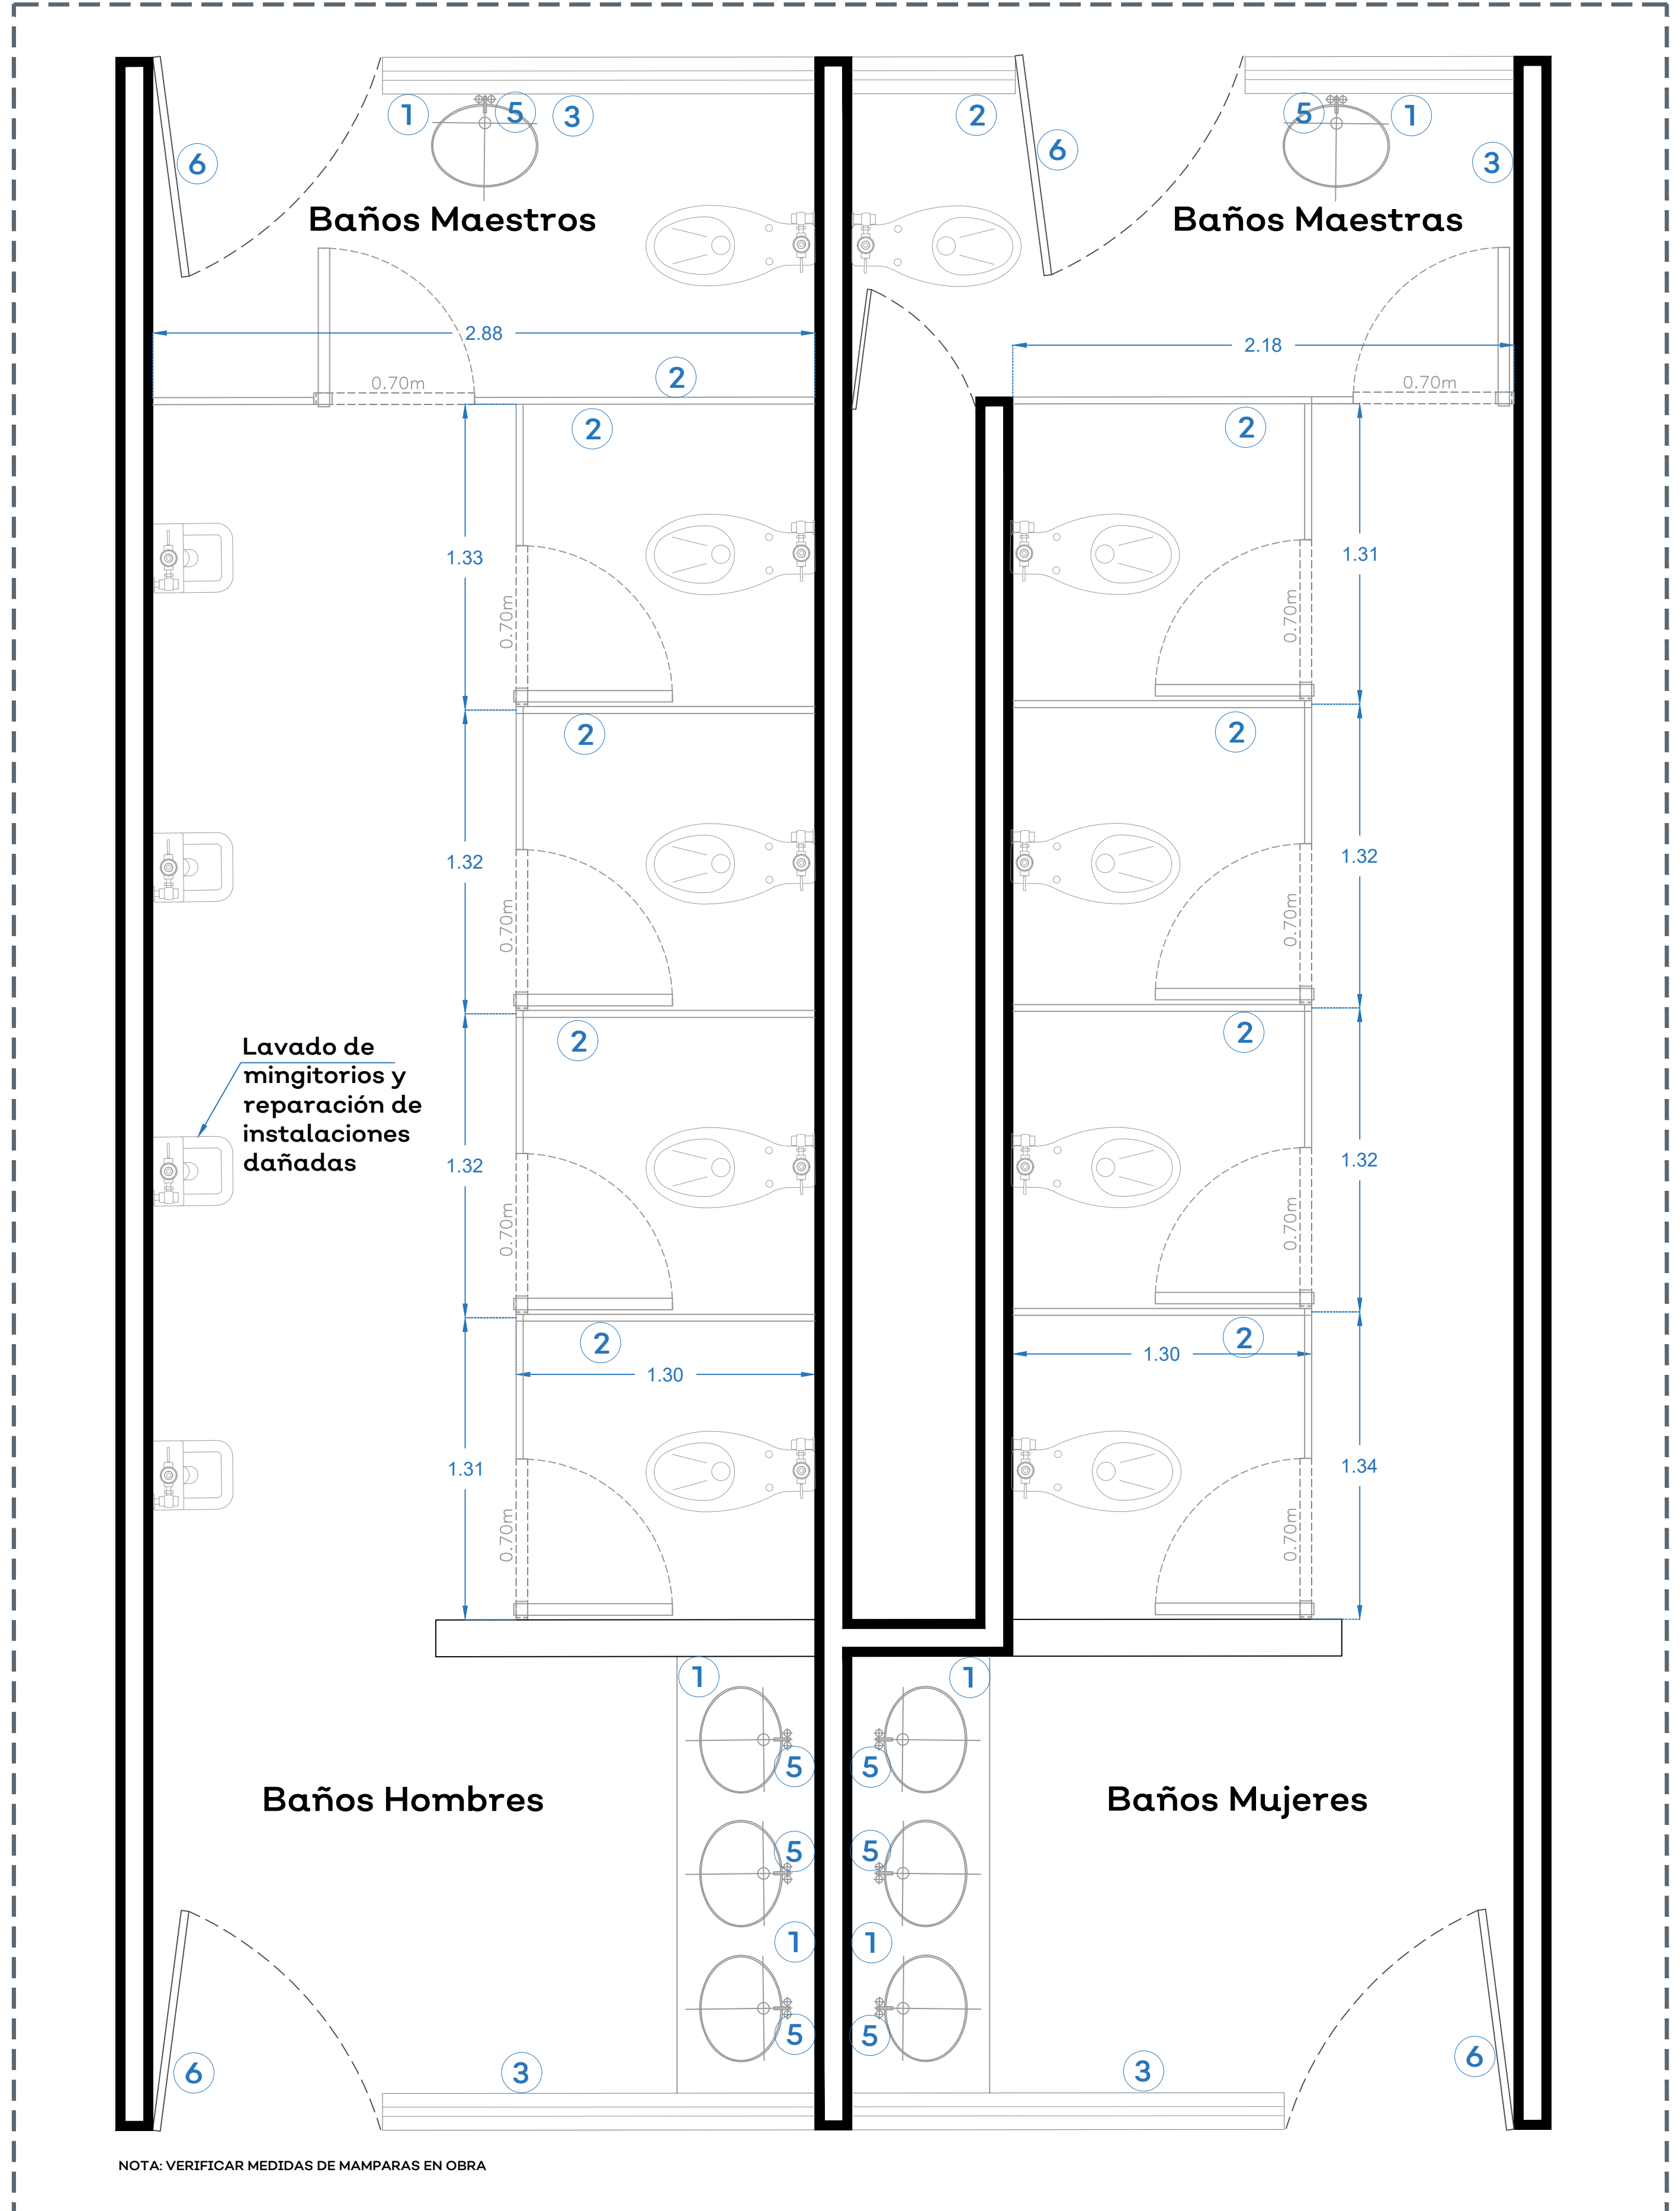 1
5
3
2
5
1
6
6
3
Baños Maestros
Baños Maestras
2.88
2.18
0.70m
0.70m
2
2
2
1.33
1.31
0.70m
0.70m
2
2
1.32
1.32
0.70m
0.70m
2
2
Lavado de
mingitorios y
reparación de
instalaciones
dañadas
1.32
1.32
0.70m
0.70m
2
2
1.30
1.30
1.31
1.34
0.70m
0.70m
1
1
5
5
Baños Hombres
Baños Mujeres
5
5
1
1
5
5
6
3
3
6
NOTA: VERIFICAR MEDIDAS DE MAMPARAS EN OBRA